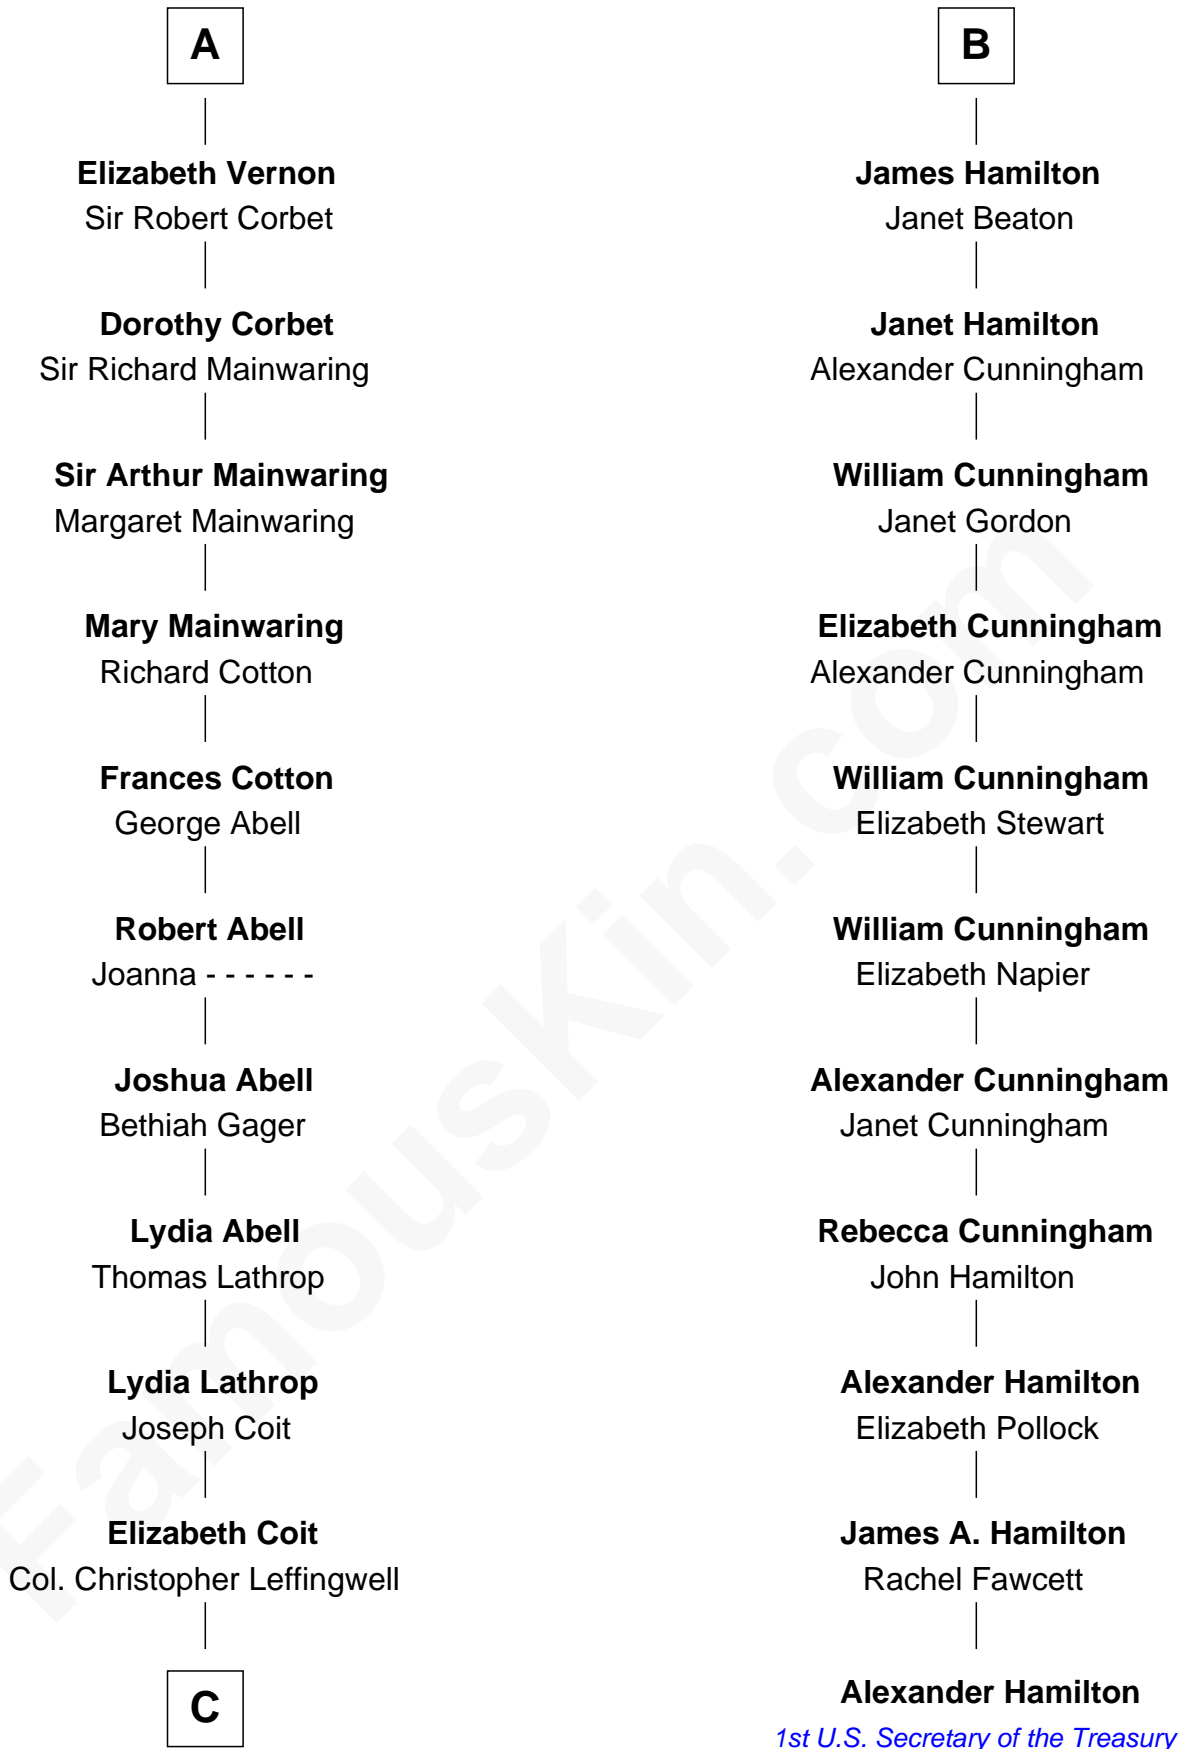 A
Elizabeth Vernon
Sir Robert Corbet
Dorothy Corbet
Sir Richard Mainwaring
Sir Arthur Mainwaring
Margaret Mainwaring
Mary Mainwaring
Richard Cotton
Frances Cotton
George Abell
Robert Abell
Joanna - - - - - -
Joshua Abell
Bethiah Gager
Lydia Abell
Thomas Lathrop
Lydia Lathrop
Joseph Coit
Elizabeth Coit
Col. Christopher Leffingwell
C
B
James Hamilton
Janet Beaton
Janet Hamilton
Alexander Cunningham
William Cunningham
Janet Gordon
Elizabeth Cunningham
Alexander Cunningham
William Cunningham
Elizabeth Stewart
William Cunningham
Elizabeth Napier
Alexander Cunningham
Janet Cunningham
Rebecca Cunningham
John Hamilton
Alexander Hamilton
Elizabeth Pollock
James A. Hamilton
Rachel Fawcett
Alexander Hamilton
1st U.S. Secretary of the Treasury
FamousKin.com